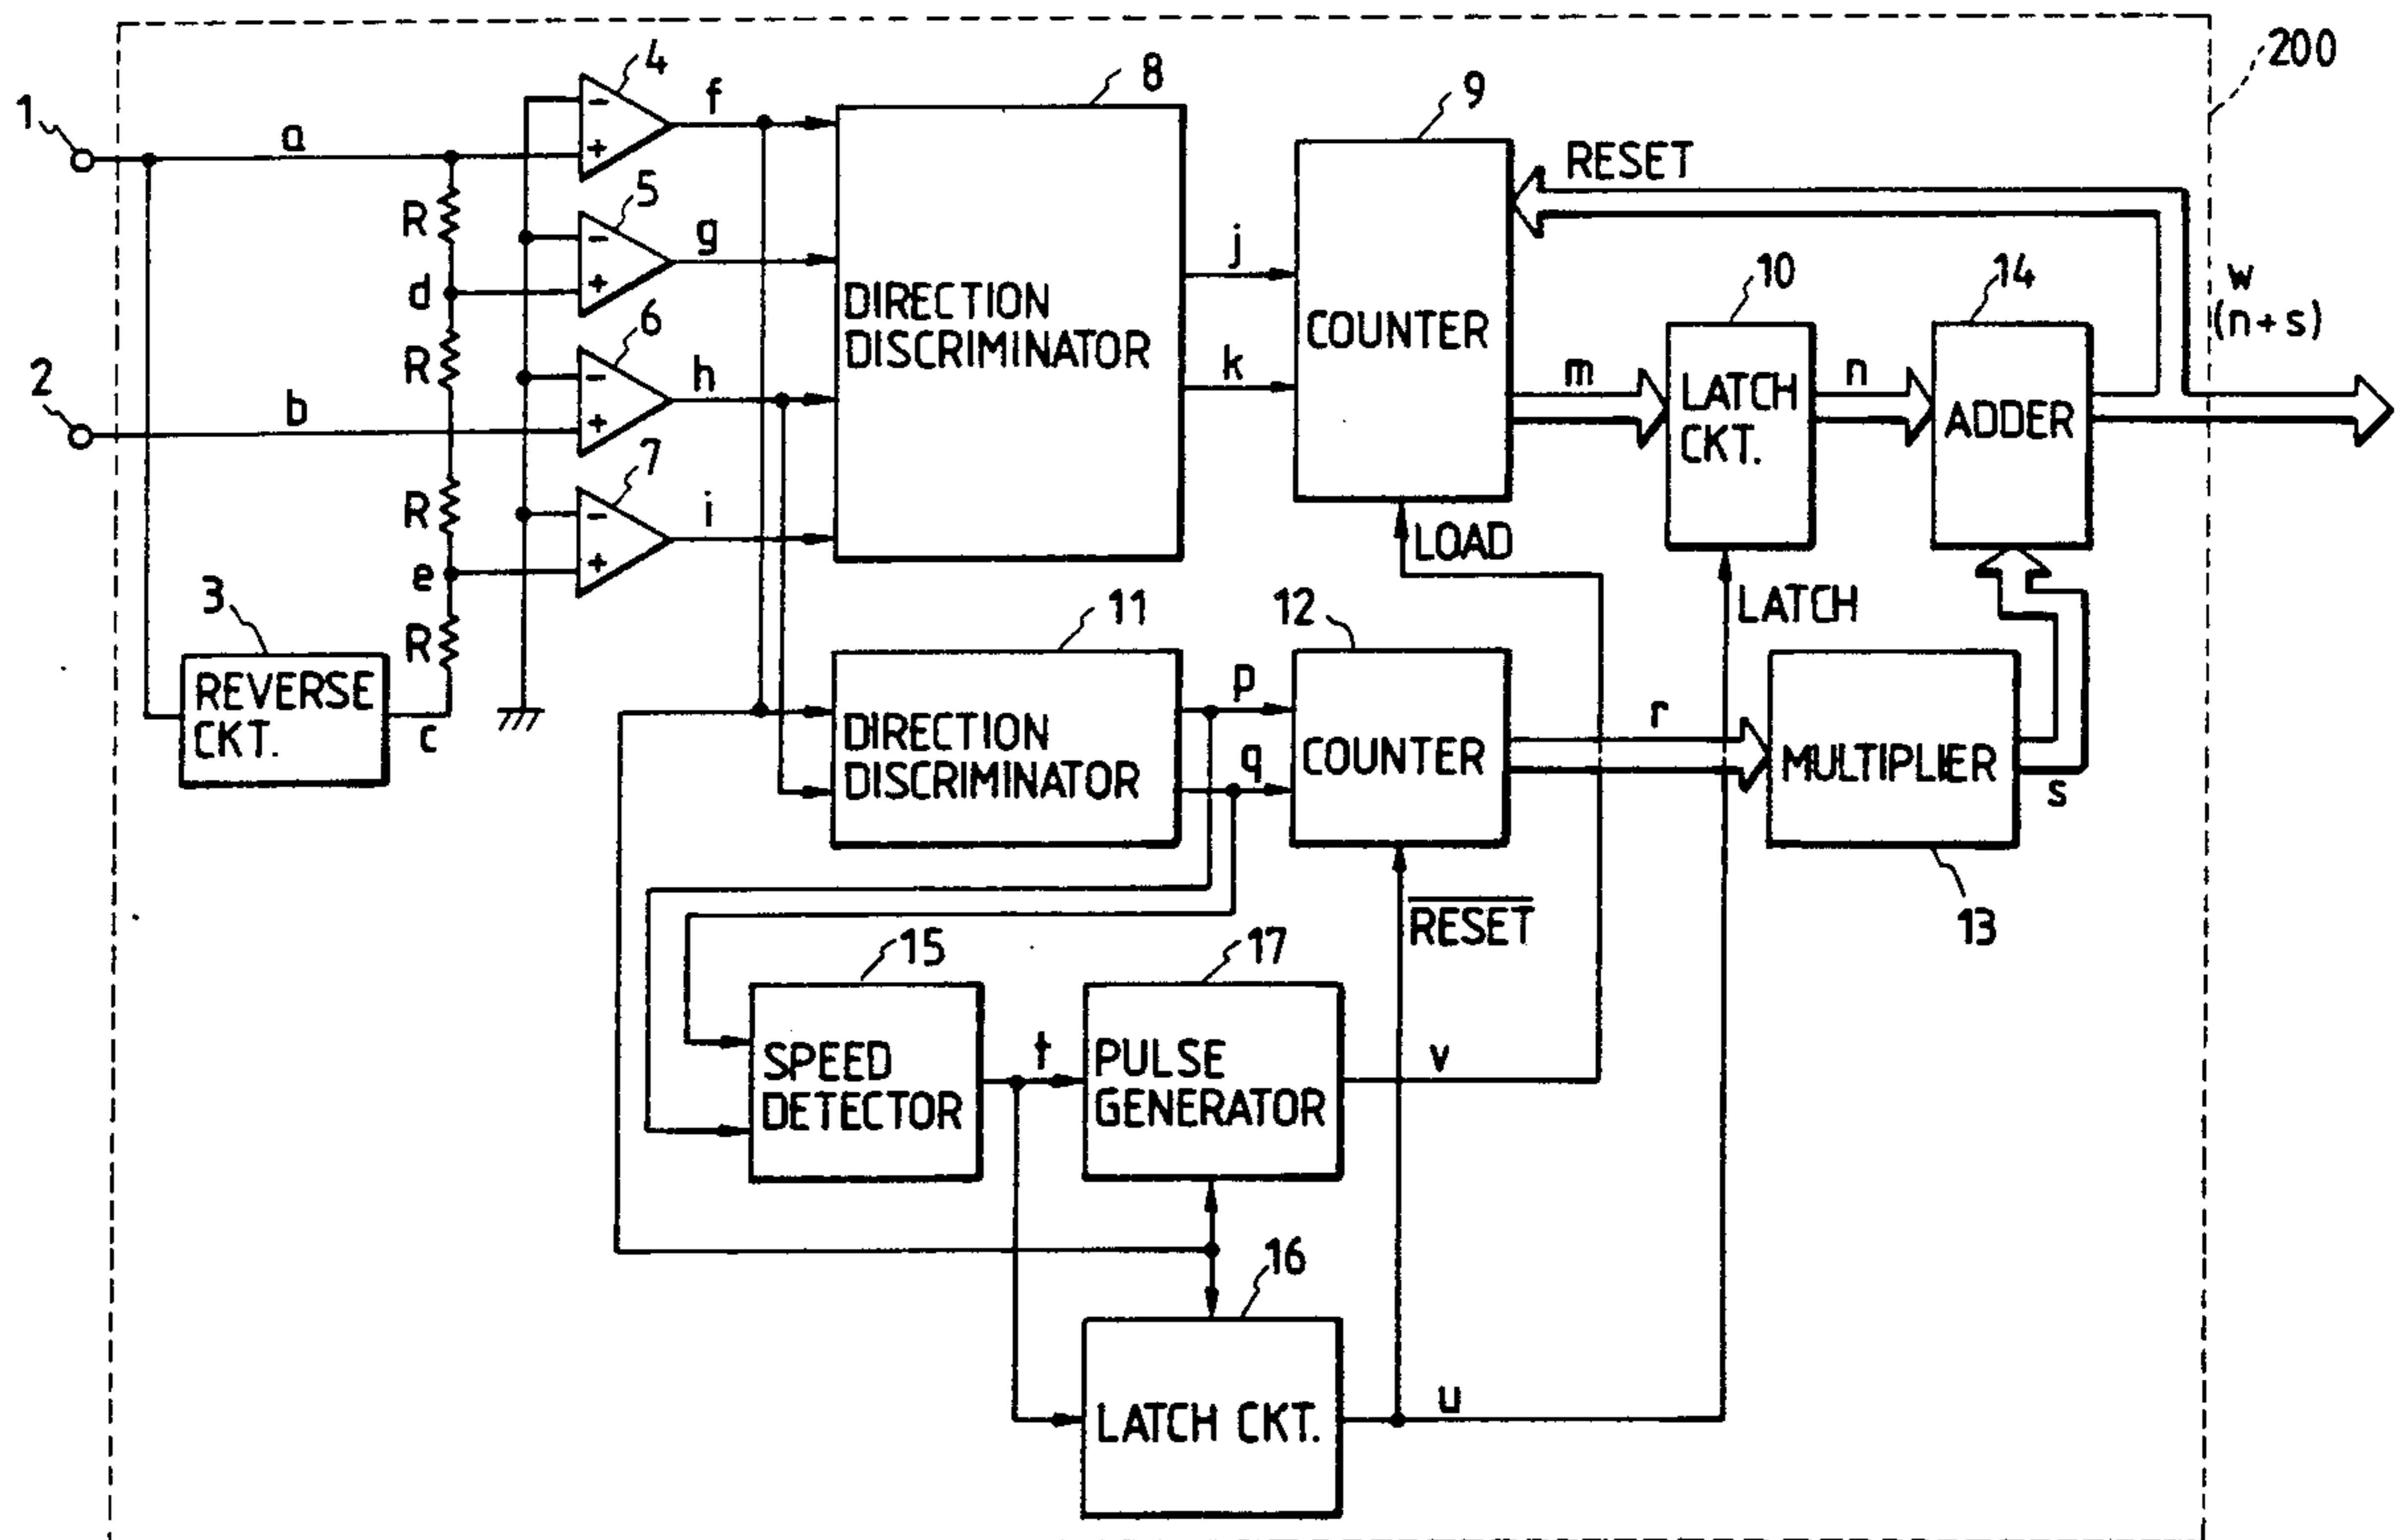 200
4
8
9
1
a
f
RESET
5
R
g
j
10
14
w
(n+s)
d
DIRECTION
DISCRIMINATOR
COUNTER
6
R
h
k
m
LATCH
CKT.
n
ADDER
2
b
7
R
i
LOAD
e
3
R
11
12
LATCH
REVERSE
CKT.
c
DIRECTION
DISCRIMINATOR
p
q
COUNTER
r
MULTIPLIER
s
13
RESET
15
17
SPEED
DETECTOR
t
PULSE
GENERATOR
v
16
LATCH CKT.
u
-
+
-
+
-
+
-
+